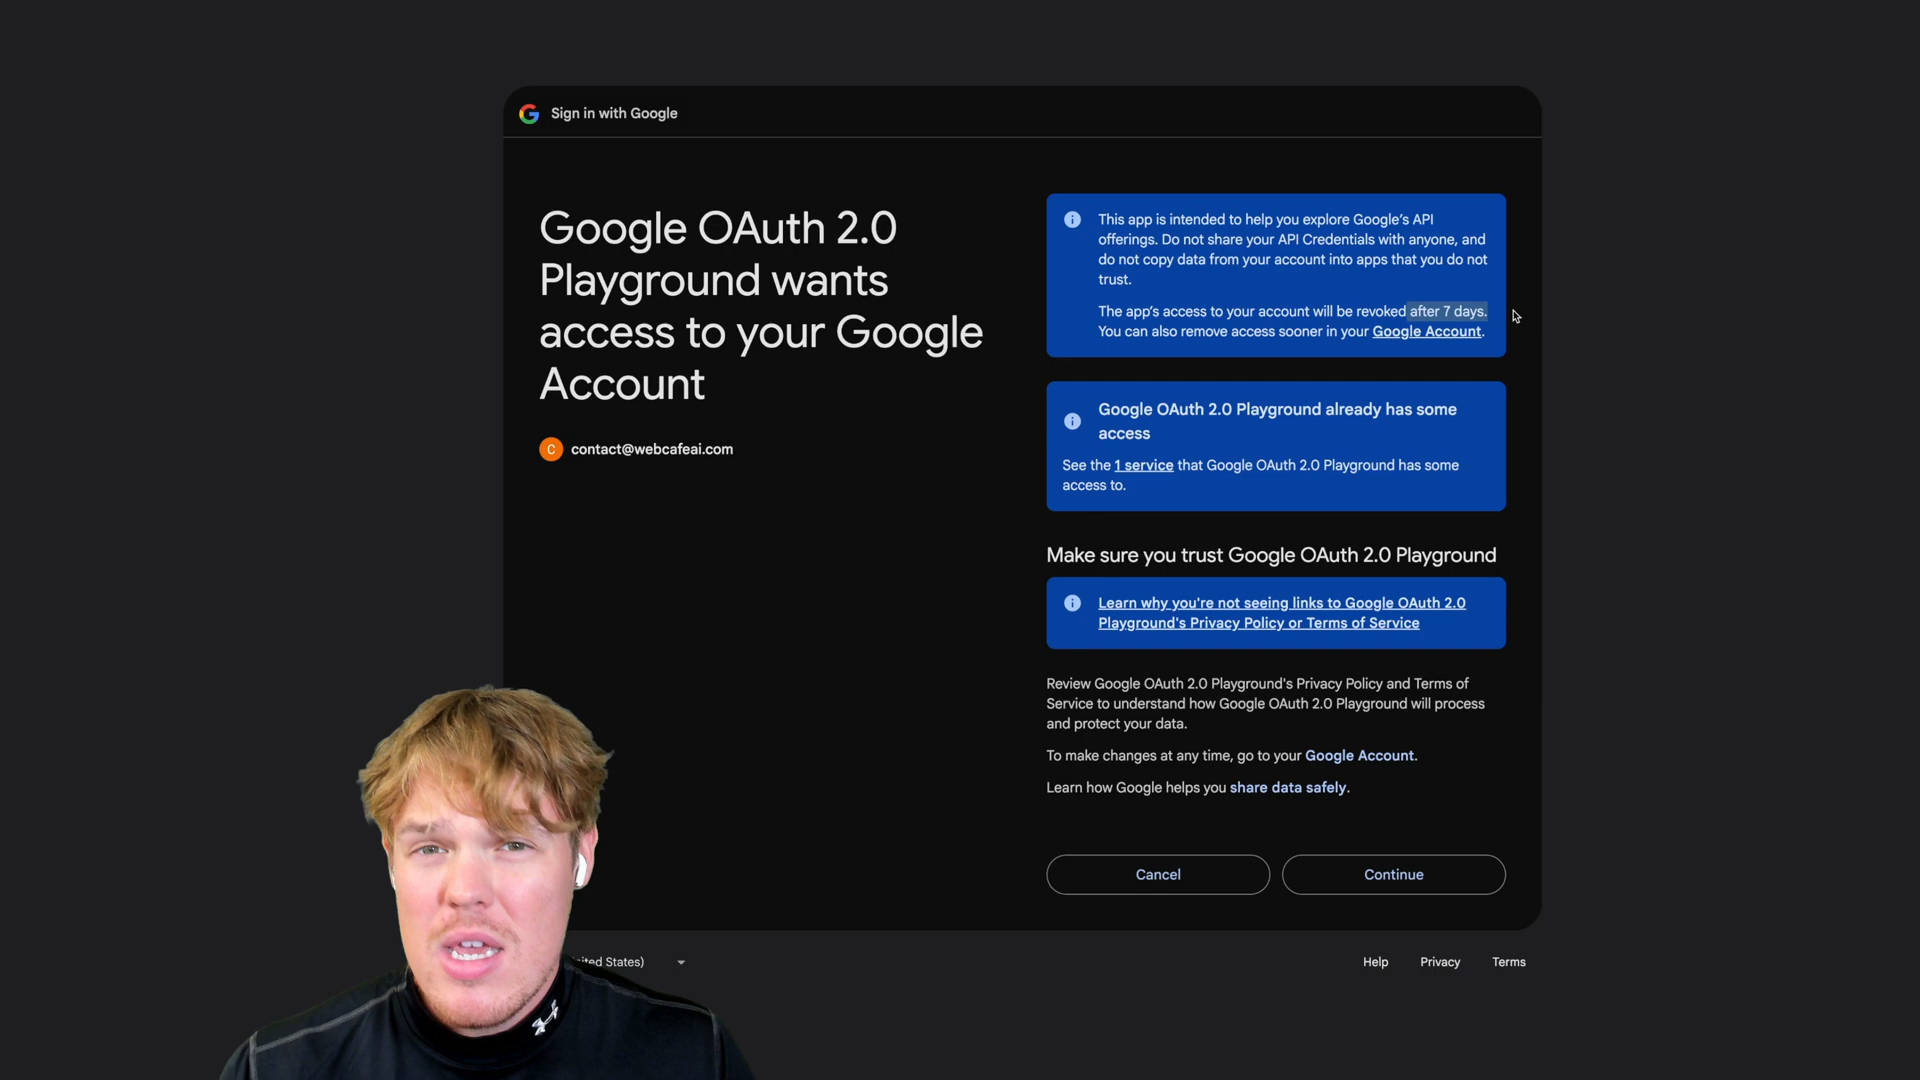 Sign in with Google
Google OAuth 2.0
Playground wants
access to your Google
Account
C
contact@webcafeai.com
This app is intended to help you explore Google's API
offerings. Do not share your API Credentials with anyone, and
do not copy data from your account into apps that you do not
trust.
The app's access to your account will be revoked after 7 days.
You can also remove access sooner in your Google Account.
Google OAuth 2.0 Playground already has some
access
See the 1 service that Google OAuth 2.0 Playground has some
access to.
Make sure you trust Google OAuth 2.0 Playground
Learn why you're not seeing links to Google OAuth 2.0
Playground's Privacy Policy or Terms of Service
Review Google OAuth 2.0 Playground's Privacy Policy and Terms of
Service to understand how Google OAuth 2.0 Playground will process
and protect your data.
To make changes at any time, go to your Google Account.
Learn how Google helps you share data safely.
Cancel
Continue
States)
Help
Privacy
Terms